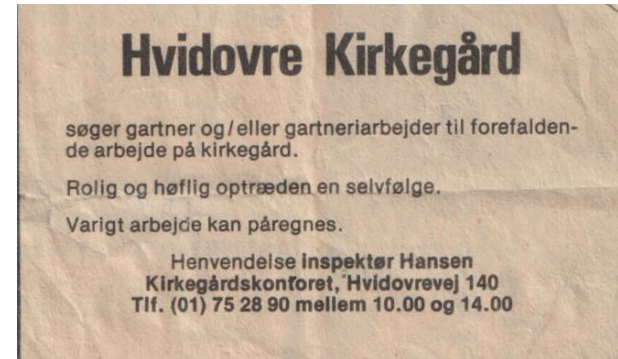 Hvidovre Kirkegård
søger gartner og/eller gartneriarbejder til forefalden-
de arbejde på kirkegård.
Rolig og høflig optræden en selvfølge.
Varigt arbejde kan påregnes.
Henvendelse inspektør Hansen
Kirkegårdskontoret, Hvidovrevej 140
Tlf. (01) 75 28 90 mellem 10.00 og 14.00